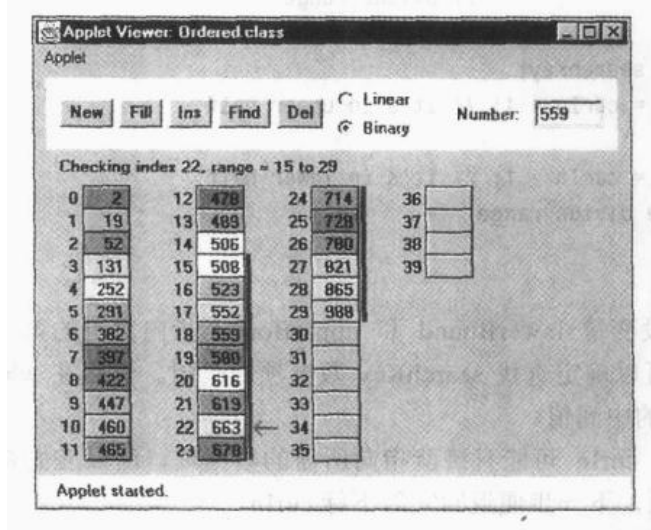 Applet Viewer: Ordered class
Applet
New Fill Ins Find Del Linear
Binary
Number: 559
Checking index 22, range = 15 to 29
0 2 12 478 24 714 36
1 19 13 489 25 728 37
2 52 14 506 26 780 38
3 131 15 508 27 821 39
4 252 16 523 28 865
5 291 17 552 29 988
6 382 18 559 30
7 397 19 580 31
8 422 20 616 32
9 447 21 619 33
10 460 22 663 ← 34
11 465 23 678 35
Applet started.